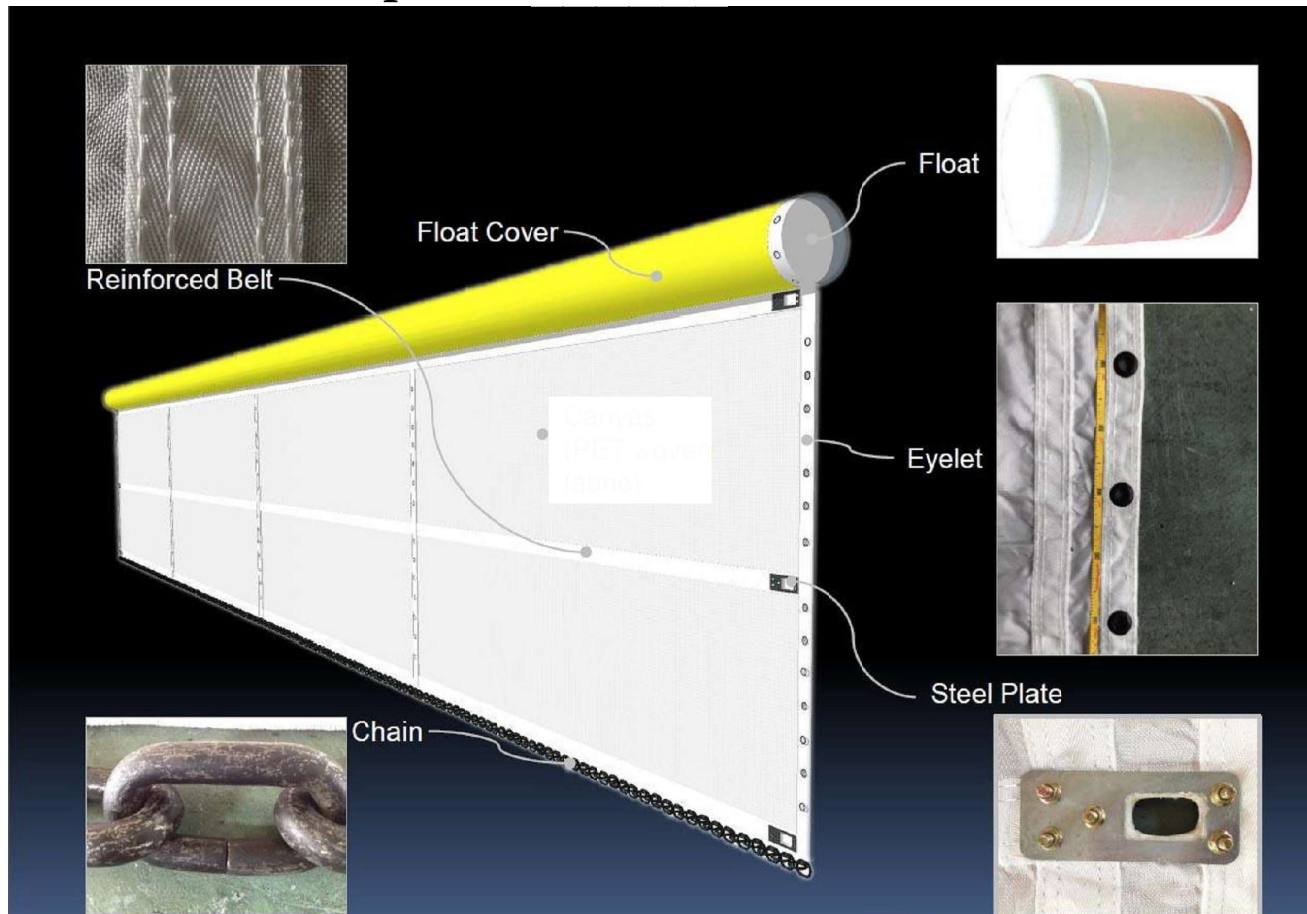 Float
Float Cover
Reinforced Belt
Canvas
(PET woven
fabric)
Eyelet
Steel Plate
Chain